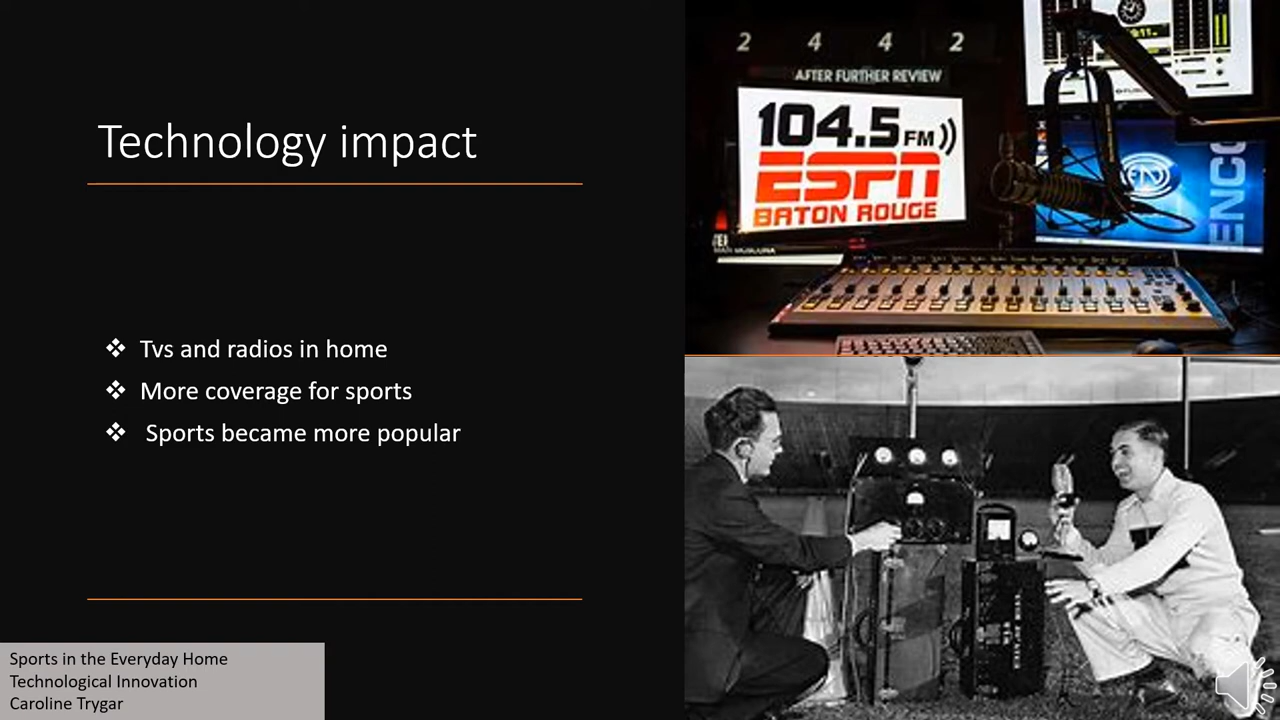 Technology impact
Tvs and radios in home
More coverage for sports
Sports became more popular
Sports in the Everyday Home
Technological Innovation
Caroline Trygar
2 4 4 2
AFTER FURTHER REVIEW
104.5 FM
ESPN
BATON ROUGE
ENCO